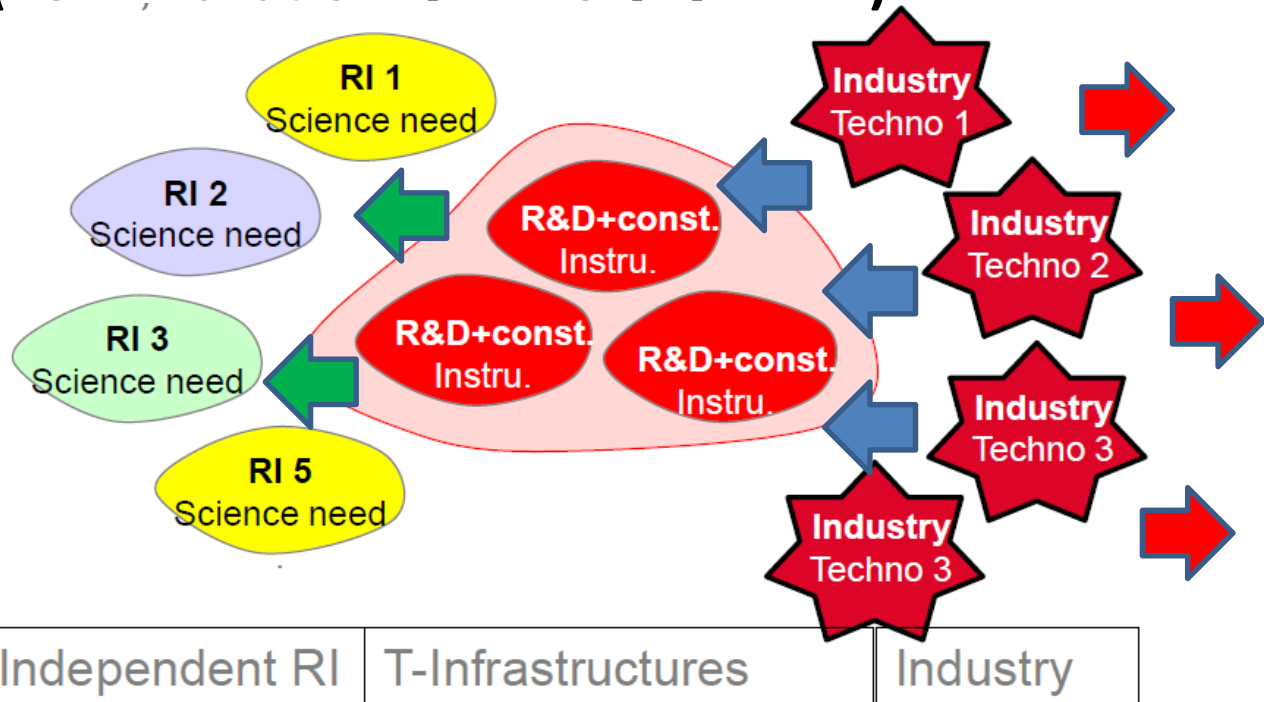 RI 1
Science need
RI 2
Science need
RI 3
Science need
RI 5
Science need
R&D+const.
Instru.
R&D+const.
Instru.
R&D+const.
Instru.
Industry
Techno 1
Industry
Techno 2
Industry
Techno 3
Industry
Techno 3
Independent RI
T-Infrastructures
Industry